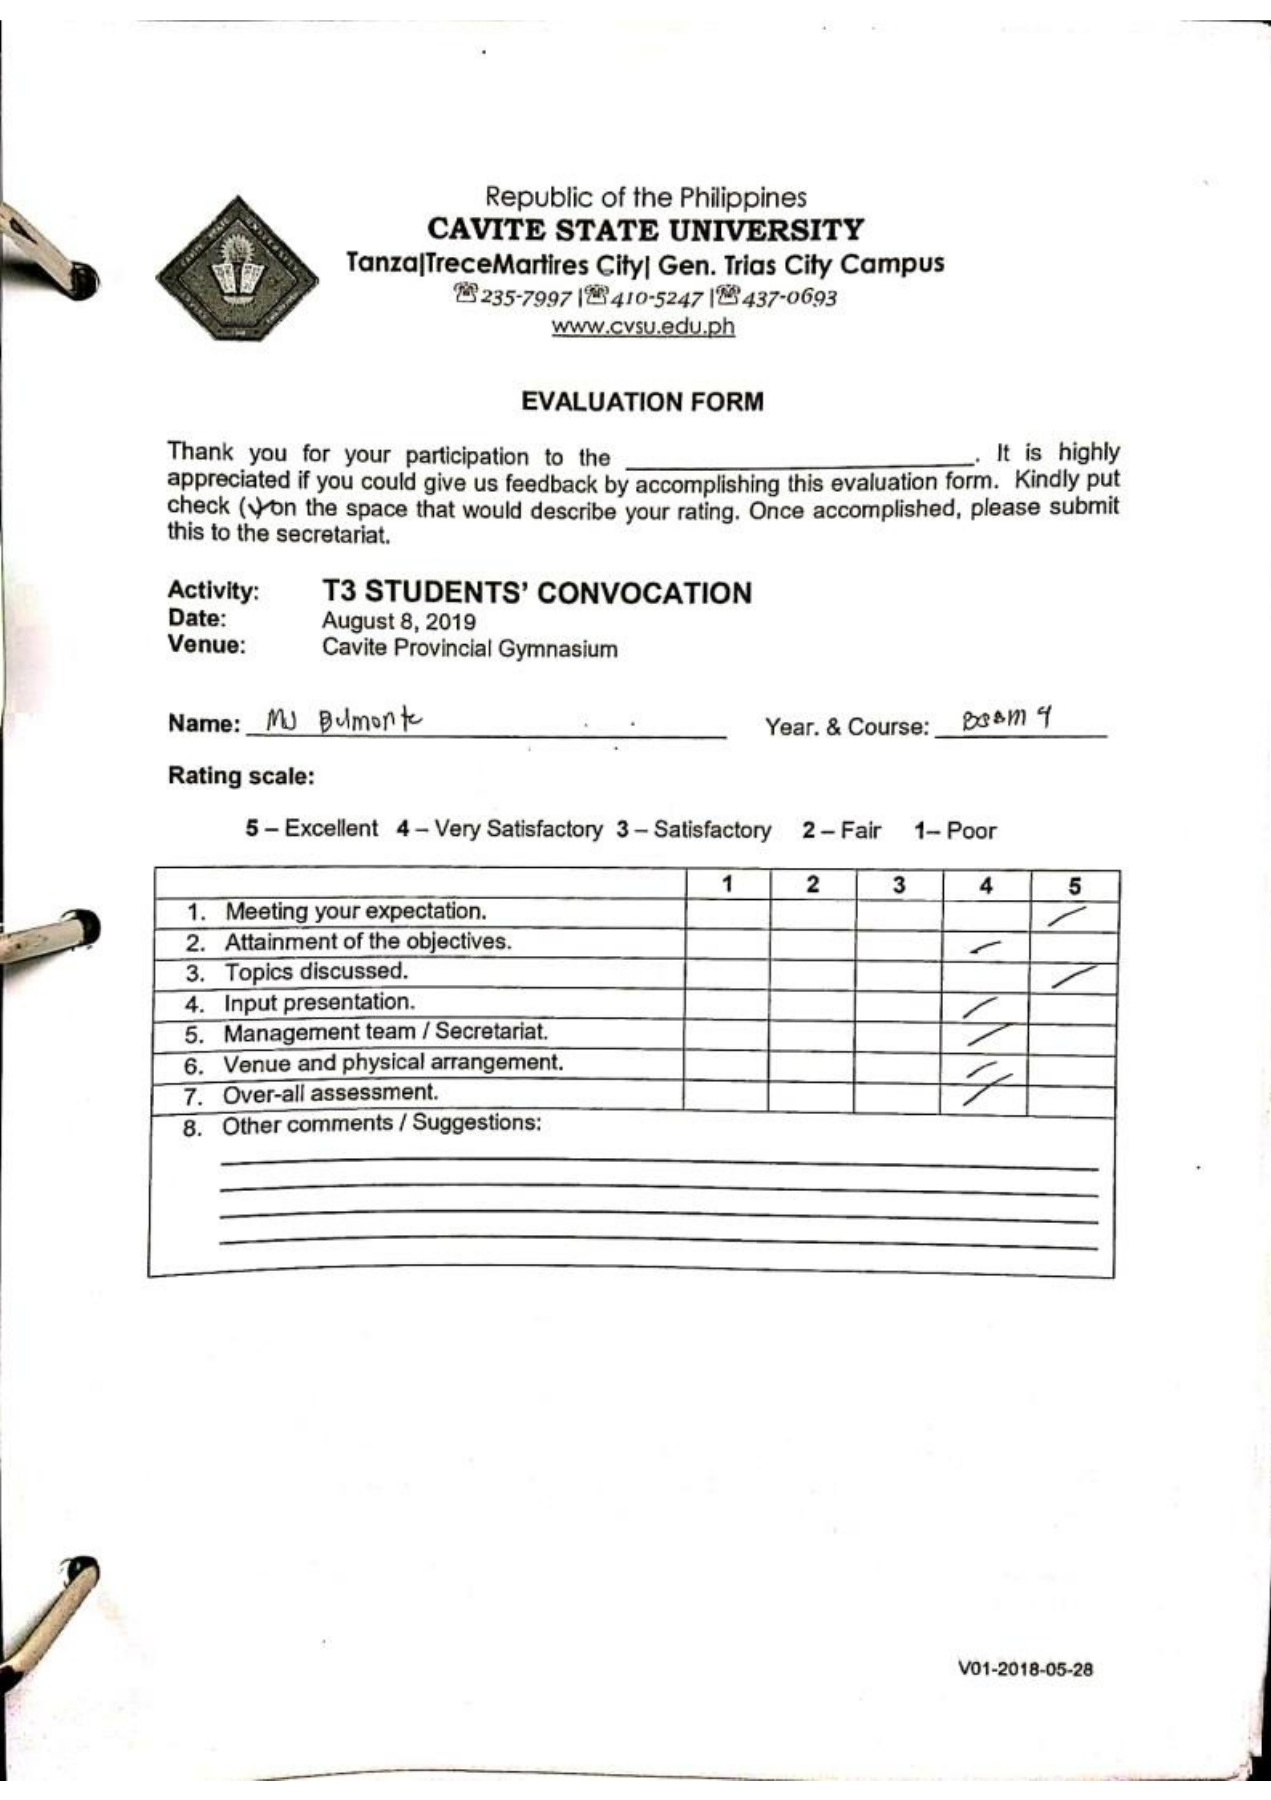 Republic of the Philippines
CAVITE STATE UNIVERSITY
Tanza|TreceMartires City| Gen. Trias City Campus
☏235-7997 |☏410-5247 |☏437-0693
www.cvsu.edu.ph
EVALUATION FORM
Thank you for your participation to the ____________________. It is highly
appreciated if you could give us feedback by accomplishing this evaluation form. Kindly put
check (√) on the space that would describe your rating. Once accomplished, please submit
this to the secretariat.
Activity: T3 STUDENTS' CONVOCATION
Date: August 8, 2019
Venue: Cavite Provincial Gymnasium
Name: MJ Bulmonte Year. & Course:
Rating scale:
5 – Excellent 4 – Very Satisfactory 3 – Satisfactory 2 – Fair 1– Poor
1 2 3 4 5
1. Meeting your expectation.
2. Attainment of the objectives.
3. Topics discussed.
4. Input presentation.
5. Management team / Secretariat.
6. Venue and physical arrangement.
7. Over-all assessment.
8. Other comments / Suggestions:
V01-2018-05-28